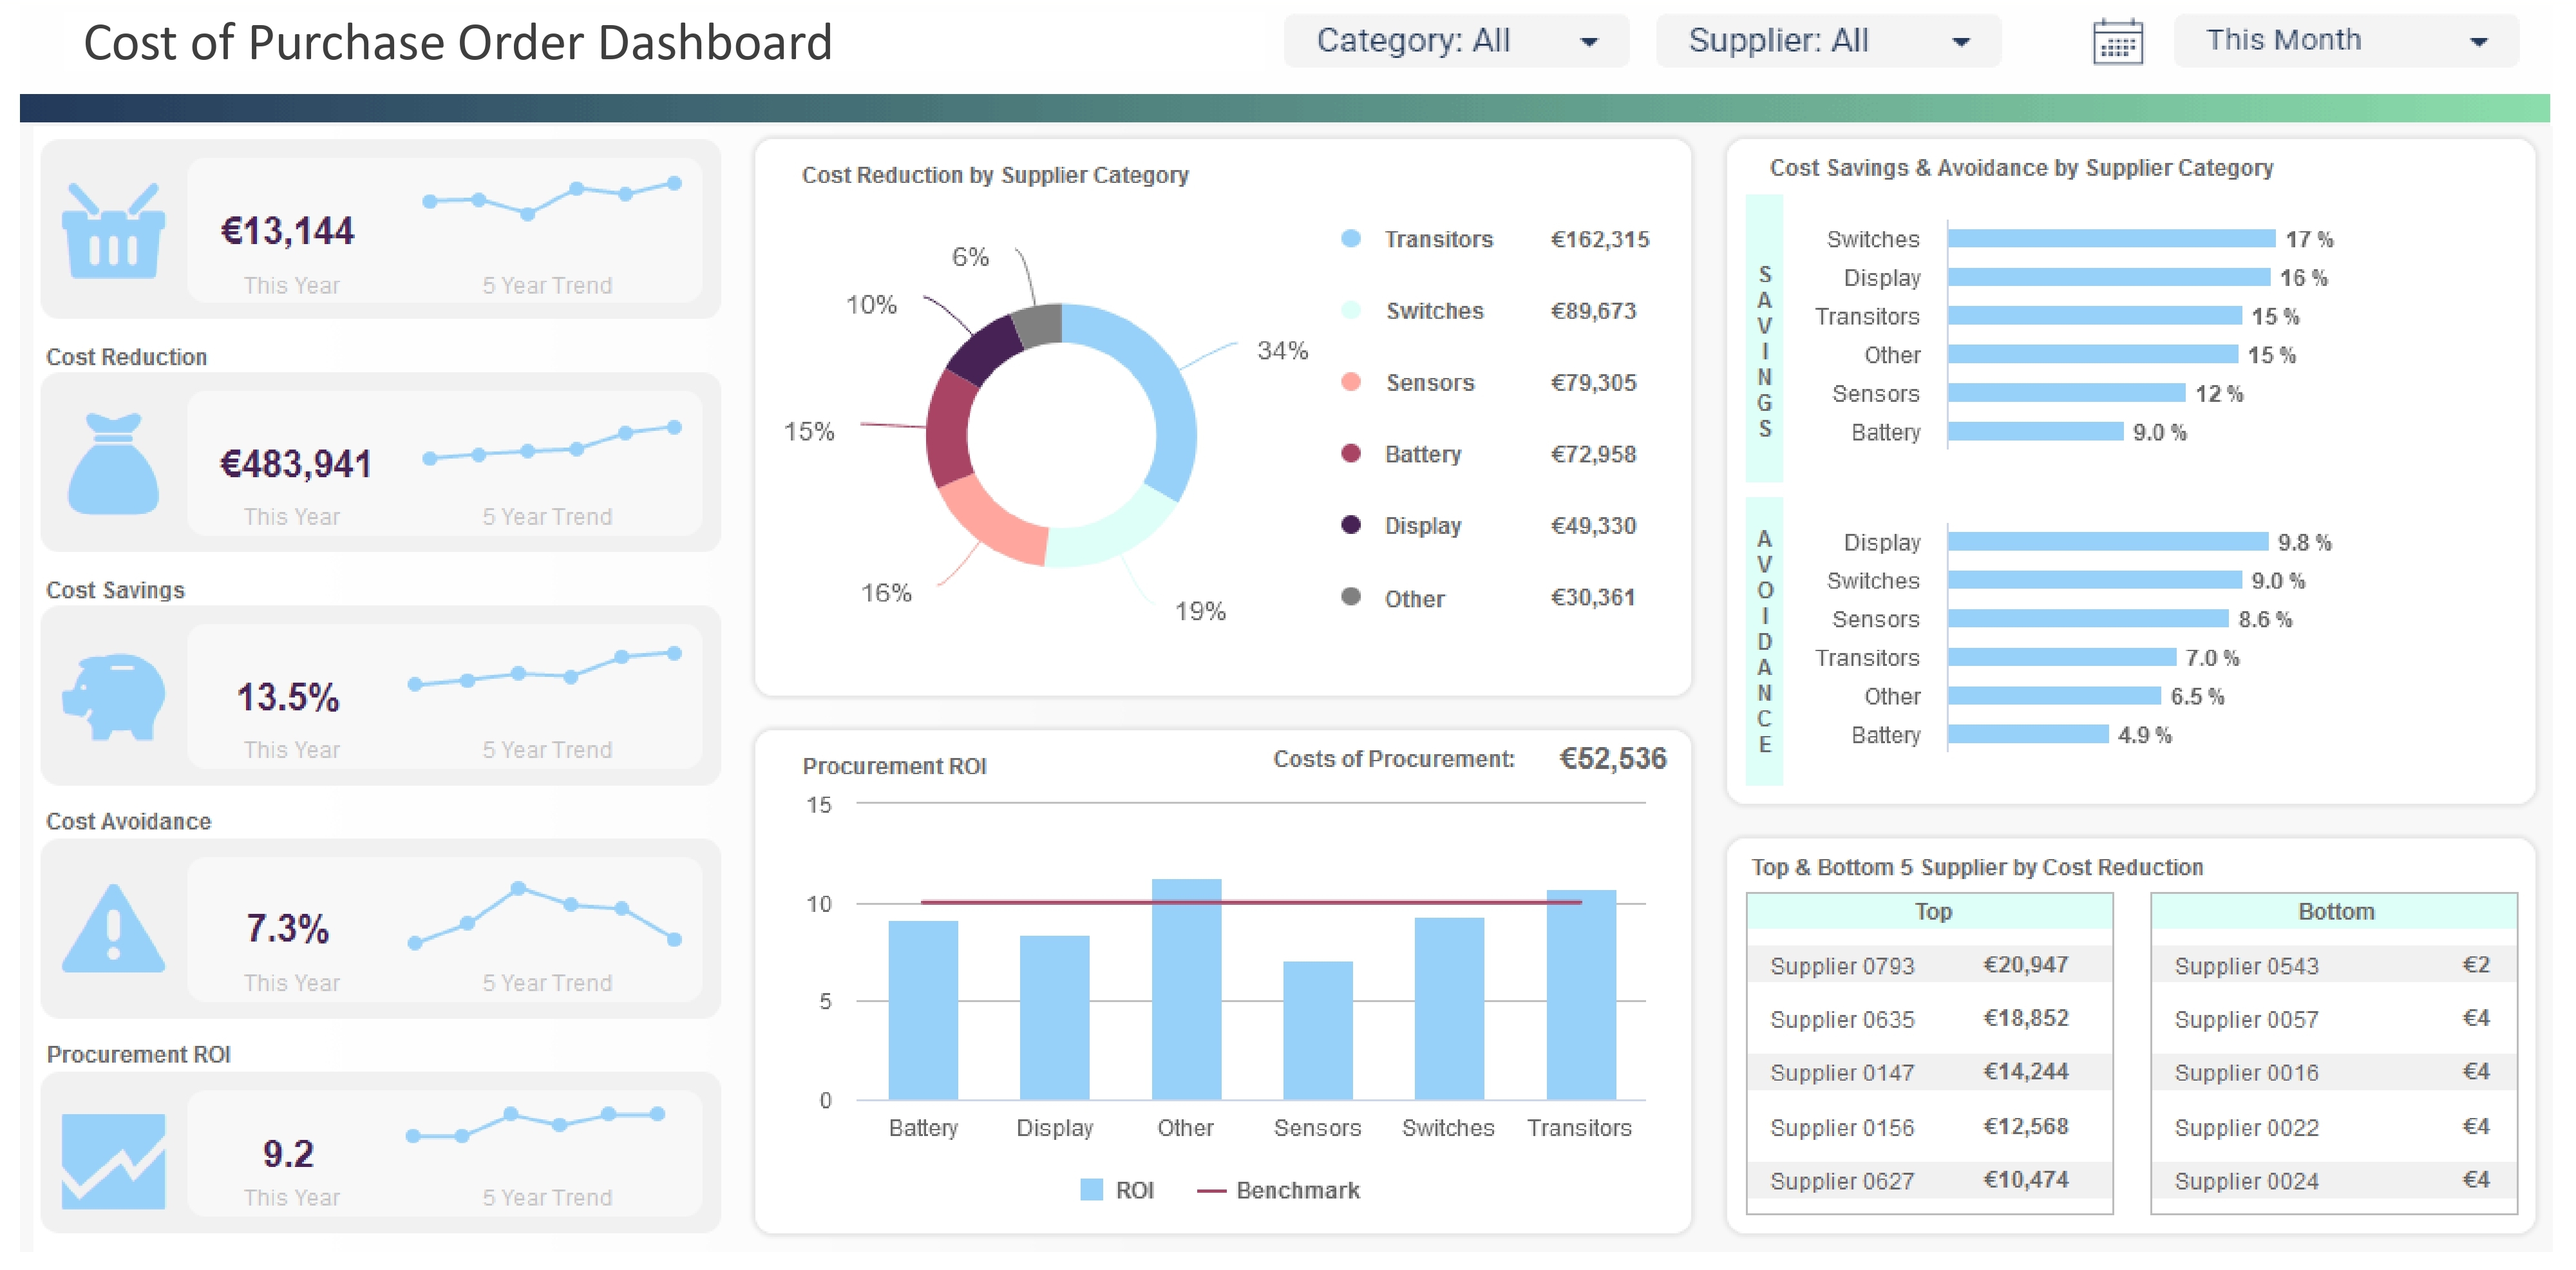 Cost of Purchase Order Dashboard
Category: All
Supplier: All
This Month
€13,144
This Year
5 Year Trend
Cost Reduction
€483,941
This Year
5 Year Trend
Cost Savings
13.5%
This Year
5 Year Trend
Cost Avoidance
7.3%
This Year
5 Year Trend
Procurement ROI
9.2
This Year
5 Year Trend
Cost Reduction by Supplier Category
6%
10%
34%
15%
16%
19%
Transitors €162,315
Switches €89,673
Sensors €79,305
Battery €72,958
Display €49,330
Other €30,361
Procurement ROI
Costs of Procurement: €52,536
15
10
5
0
Battery Display Other Sensors Switches Transitors
ROI Benchmark
Cost Savings & Avoidance by Supplier Category
SAVINGS
Switches 17 %
Display 16 %
Transitors 15 %
Other 15 %
Sensors 12 %
Battery 9.0 %
AVOIDANCE
Display 9.8 %
Switches 9.0 %
Sensors 8.6 %
Transitors 7.0 %
Other 6.5 %
Battery 4.9 %
Top & Bottom 5 Supplier by Cost Reduction
Top
Supplier 0793 €20,947
Supplier 0635 €18,852
Supplier 0147 €14,244
Supplier 0156 €12,568
Supplier 0627 €10,474
Bottom
Supplier 0543 €2
Supplier 0057 €4
Supplier 0016 €4
Supplier 0022 €4
Supplier 0024 €4